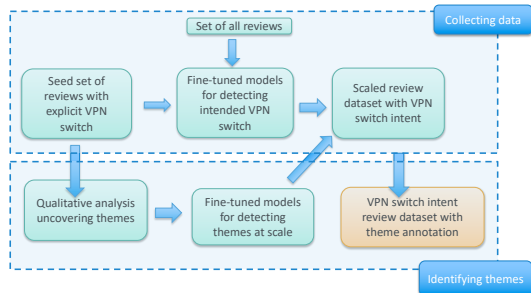 Set of all reviews
Collecting data
Seed set of
reviews with
explicit VPN
switch
Fine-tuned models
for detecting
intended VPN
switch
Scaled review
dataset with VPN
switch intent
Qualitative analysis
uncovering themes
Fine-tuned models
for detecting
themes at scale
VPN switch intent
review dataset with
theme annotation
Identifying themes